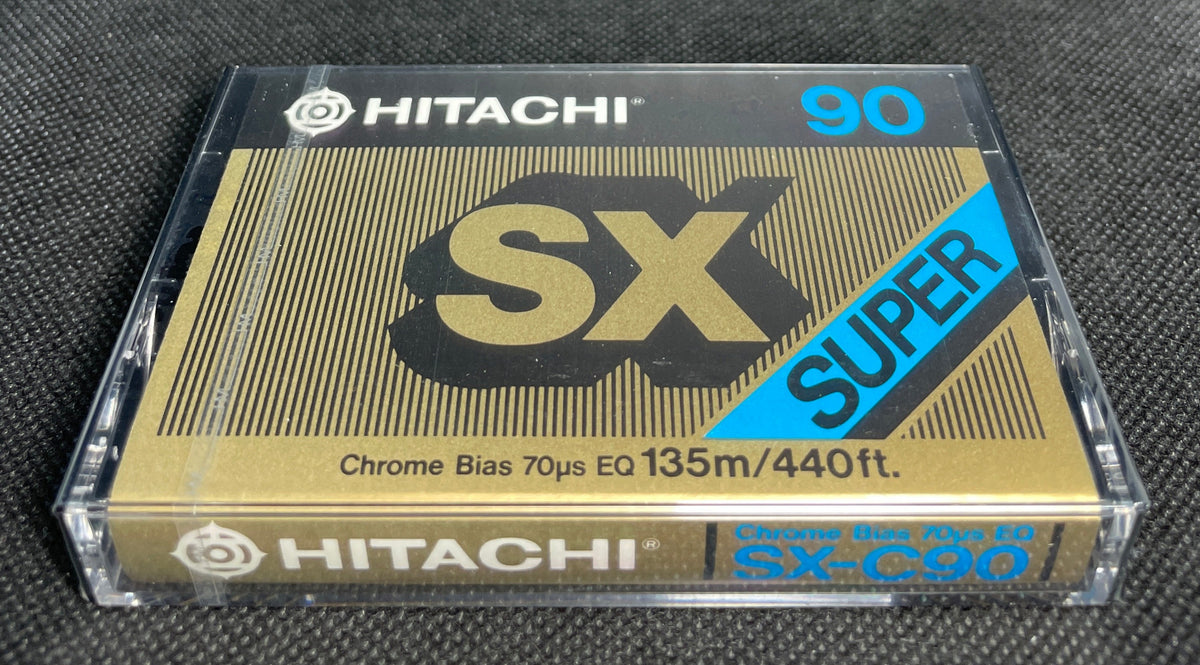 HITACHI® 90
SX
SUPER
Chrome Bias 70µs EQ 135m/440ft.
HITACHI®
Chrome Bias 70µs EQ
SX-C90